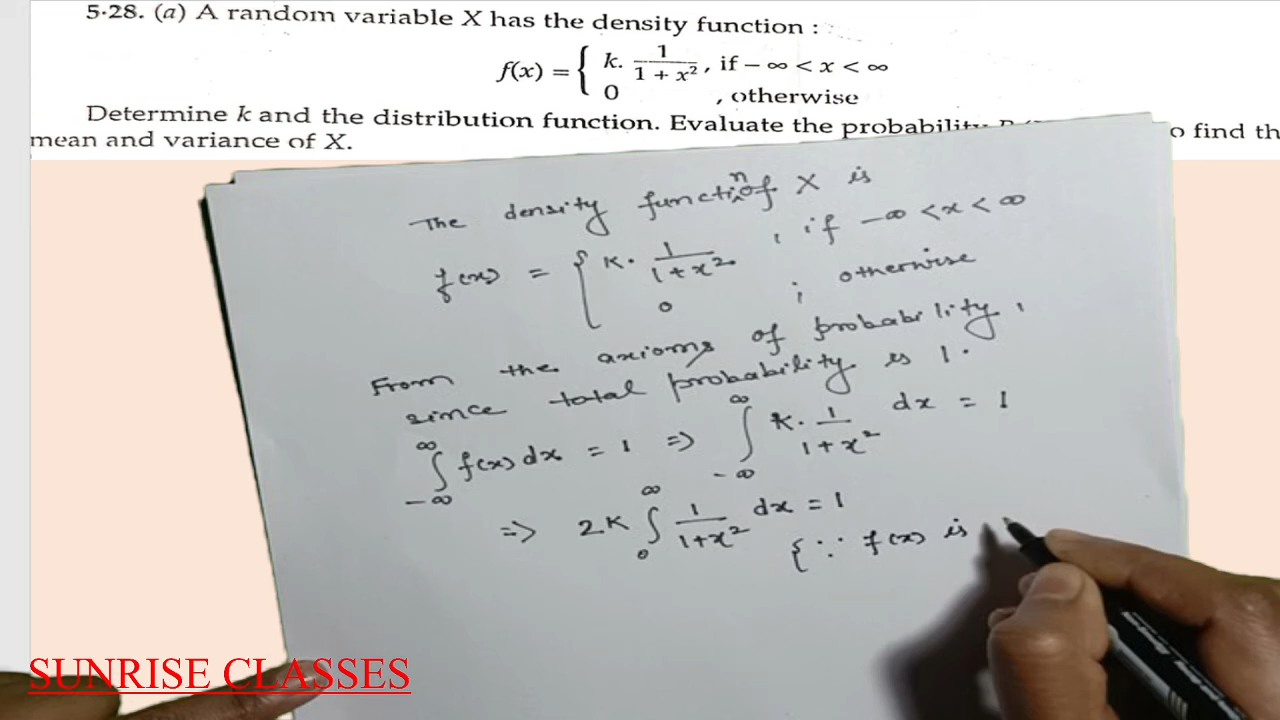 5·28. (a) A random variable X has the density function :
f(x) = { k. 1/(1 + x²) , if – ∞ < x < ∞
0 , otherwise
Determine k and the distribution function. Evaluate the probability
o find th
mean and variance of X.
The density functiⁿof X is
f(x) = { K. 1/(1+x²) , if -∞ < x < ∞
0 ; otherwise
From the axioms of probability,
since total probability is 1.
∫_{-∞}^{∞} f(x) dx = 1 => ∫_{-∞}^{∞} K. 1/(1+x²) dx = 1
=> 2K ∫_{0}^{∞} 1/(1+x²) dx = 1
{∵ f(x) is
SUNRISE CLASSES